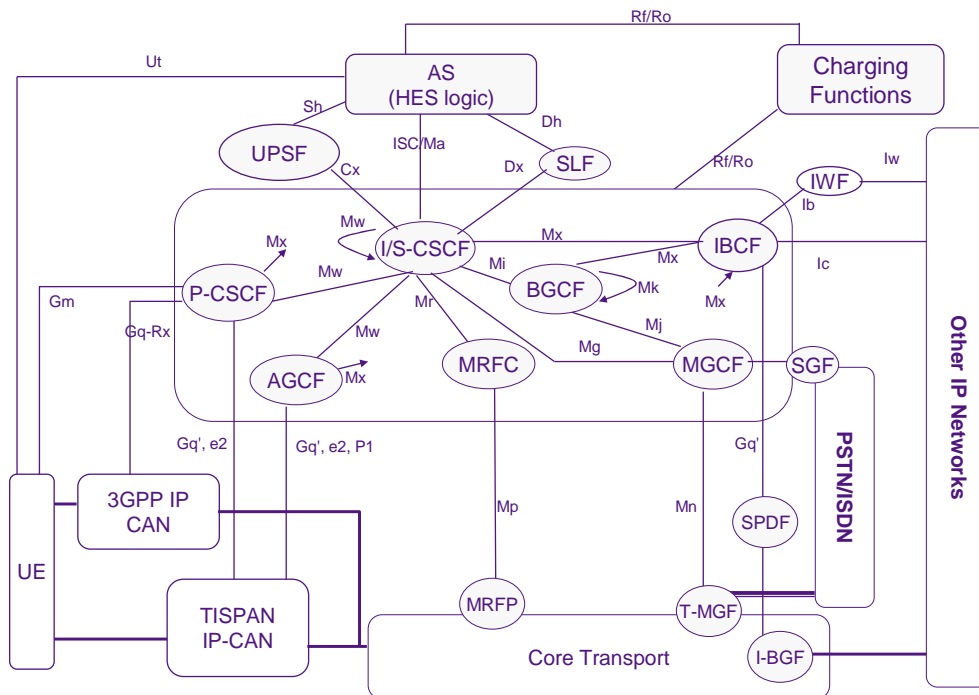 Rf/Ro
Ut
AS
(HES logic)
Charging
Functions
Sh
ISC/Ma
Dh
UPSF
SLF
Cx
Dx
Rf/Ro
IWF
Iw
Ib
Mw
I/S-CSCF
Mx
IBCF
Mx
Mw
Mi
Mx
Ic
P-CSCF
BGCF
Mk
Mx
Gm
Mr
Gq-Rx
Mw
Mj
Mg
MRFC
MGCF
SGF
AGCF
Mx
Gq', e2
Gq', e2, P1
Gq'
Other IP Networks
PSTN/ISDN
3GPP IP
CAN
Mp
Mn
SPDF
UE
TISPAN
IP-CAN
MRFP
T-MGF
Core Transport
I-BGF